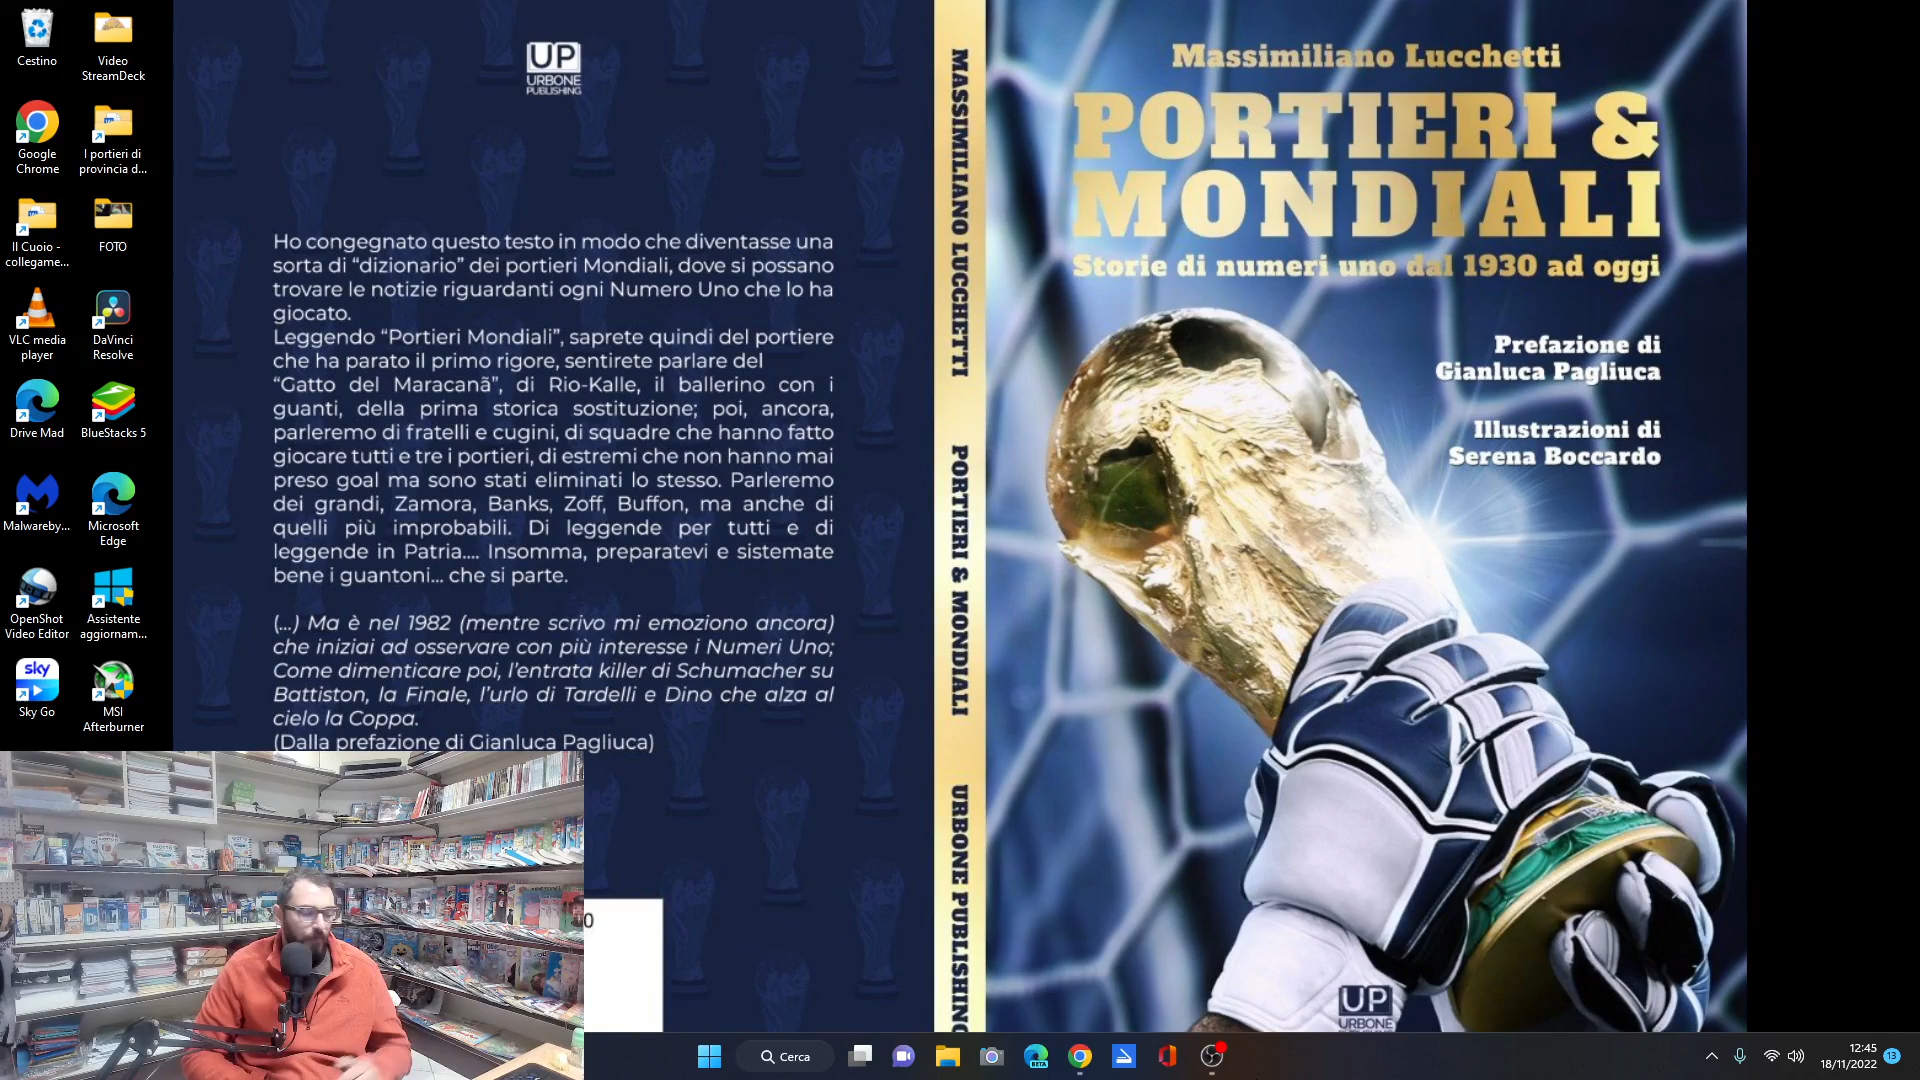 Cestino
Video
StreamDeck
Google
Chrome
I portieri di
provincia d...
Il Cuoio -
collegame...
FOTO
VLC media
player
DaVinci
Resolve
Drive Mad
BlueStacks 5
Malwareby...
Microsoft
Edge
OpenShot
Video Editor
Assistente
aggiornam...
sky
Sky Go
MSI
Afterburner
UP
URBONE
PUBLISHING
Ho congegnato questo testo in modo che diventasse una
sorta di “dizionario” dei portieri Mondiali, dove si possano
trovare le notizie riguardanti ogni Numero Uno che lo ha
giocato.
Leggendo “Portieri Mondiali”, saprete quindi del portiere
che ha parato il primo rigore, sentirete parlare del
“Gatto del Maracanã”, di Rio-Kalle, il ballerino con i
guanti, della prima storica sostituzione; poi, ancora,
parleremo di fratelli e cugini, di squadre che hanno fatto
giocare tutti e tre i portieri, di estremi che non hanno mai
preso goal ma sono stati eliminati lo stesso. Parleremo
dei grandi, Zamora, Banks, Zoff, Buffon, ma anche di
quelli più improbabili. Di leggende per tutti e di
leggende in Patria.... Insomma, preparatevi e sistemate
bene i guantoni... che si parte.
(...) Ma è nel 1982 (mentre scrivo mi emoziono ancora)
che iniziai ad osservare con più interesse i Numeri Uno;
Come dimenticare poi, l’entrata killer di Schumacher su
Battiston, la Finale, l’urlo di Tardelli e Dino che alza al
cielo la Coppa.
(Dalla prefazione di Gianluca Pagliuca)
0
MASSIMILIANO LUCCHETTI
PORTIERI & MONDIALI
URBONE PUBLISHING
Massimiliano Lucchetti
PORTIERI &
MONDIALI
Storie di numeri uno dal 1930 ad oggi
Prefazione di
Gianluca Pagliuca
Illustrazioni di
Serena Boccardo
UP
URBONE
Cerca
BETA
12:45
18/11/2022
13